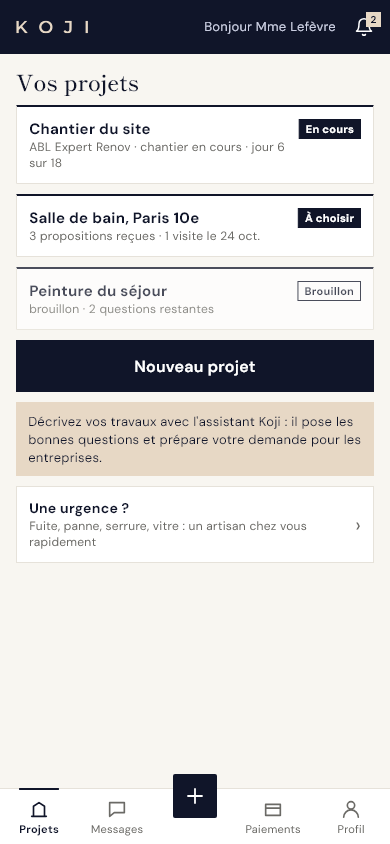 KOJI
Bonjour Mme Lefèvre
2
Vos projets
Chantier du site
En cours
ABL Expert Renov · chantier en cours · jour 6
sur 18
Salle de bain, Paris 10e
À choisir
3 propositions reçues · 1 visite le 24 oct.
Peinture du séjour
Brouillon
brouillon · 2 questions restantes
Nouveau projet
Décrivez vos travaux avec l'assistant Koji : il pose les
bonnes questions et prépare votre demande pour les
entreprises.
Une urgence ?
Fuite, panne, serrure, vitre : un artisan chez vous
rapidement
Projets
Messages
Paiements
Profil